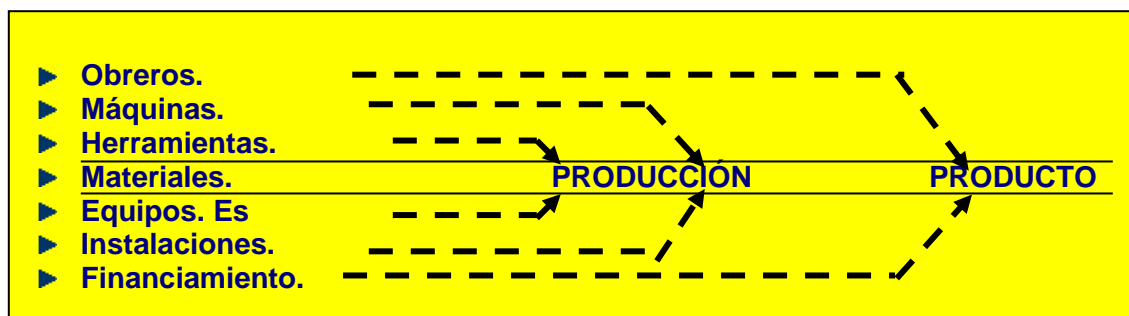 Obreros.
Máquinas.
Herramientas.
Materiales. PRODUCCIÓN PRODUCTO
Equipos. Es
Instalaciones.
Financiamiento.